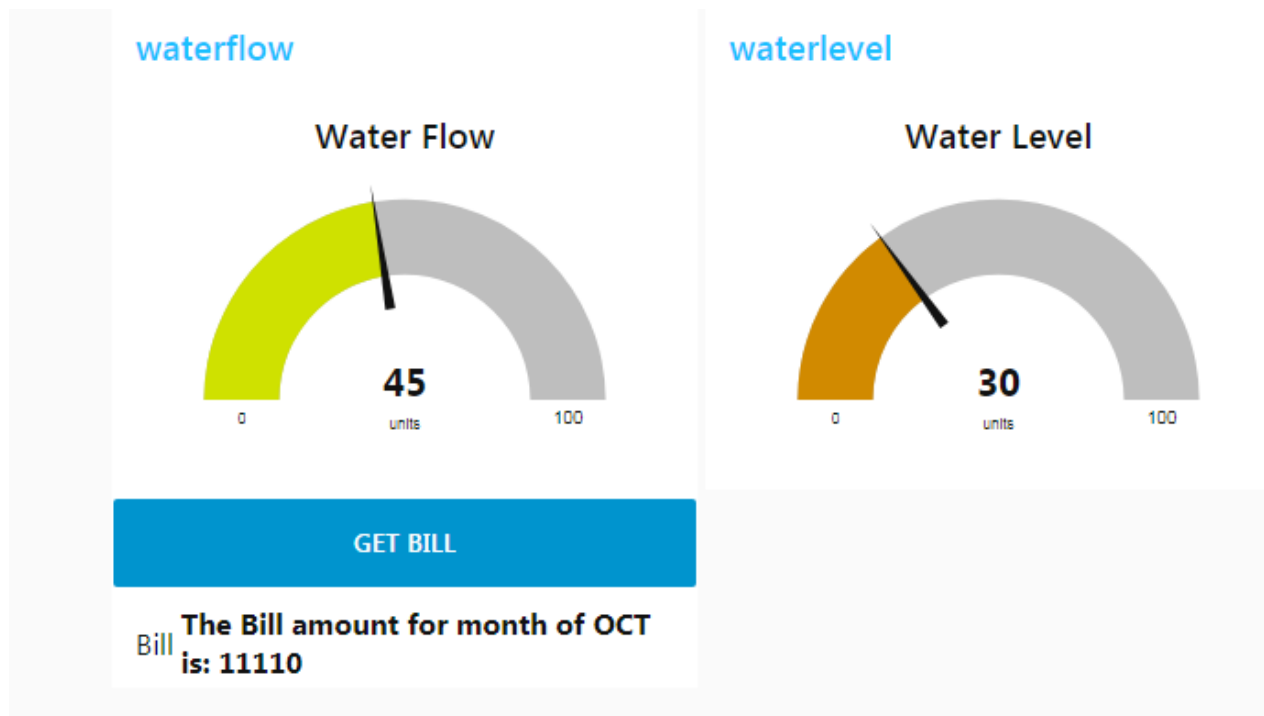 waterflow
Water Flow
45
0
units
100
GET BILL
Bill
The Bill amount for month of OCT
is: 11110
waterlevel
Water Level
30
0
units
100